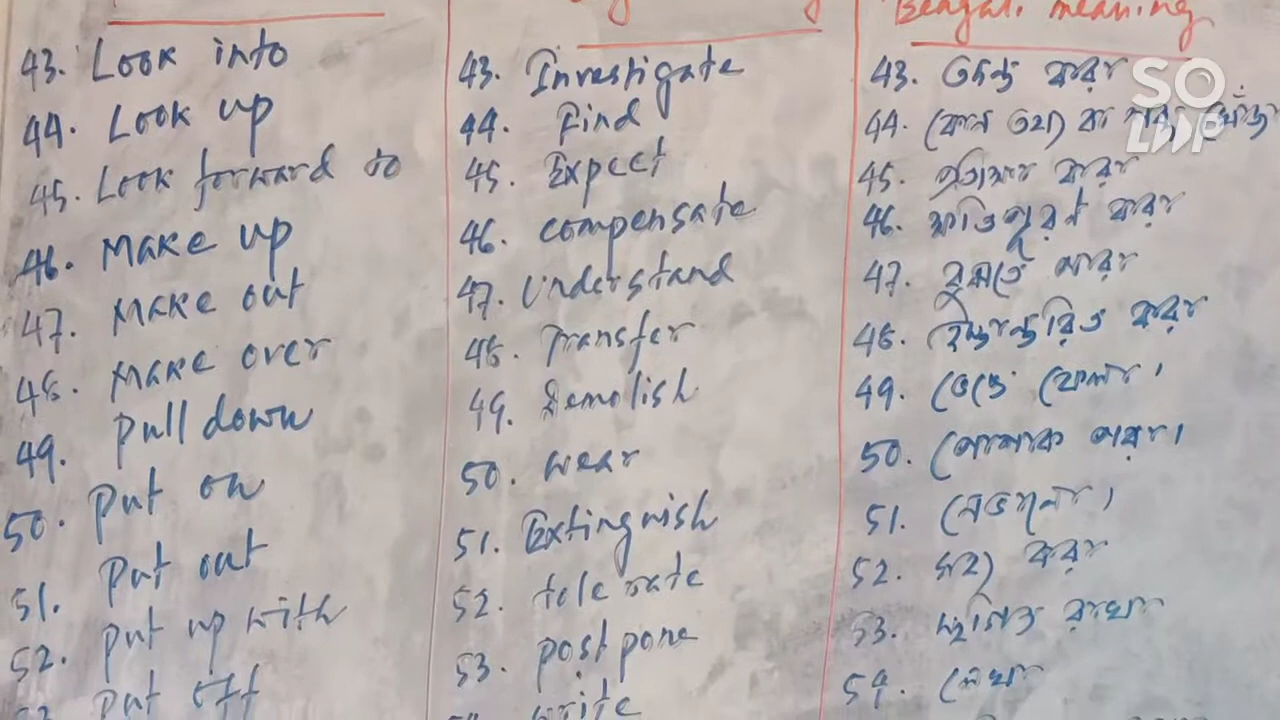 Bengali meaning
43. Look into 43. Investigate 43. তদন্ত করা
44. Look up 44. Find 44. কোন তথ্য বা শব্দ খোঁজা
45. Look forward to 45. Expect 45. প্রত্যাশা করা
46. Make up 46. compensate 46. ক্ষতিপূরণ করা
47. Make out 47. Understand 47. বুঝতে পারা
48. Make over 48. Transfer 48. হস্তান্তরিত করা
49. Pull down 49. Demolish 49. ভেঙে ফেলা।
50. Put on 50. wear 50. পোশাক পরা।
51. Put out 51. Extinguish 51. নেভানো।
52. Put up with 52. tolerate 52. সহ্য করা
53. Put off 53. postpone 53. স্থগিত রাখা
write 54. লেখা
SO